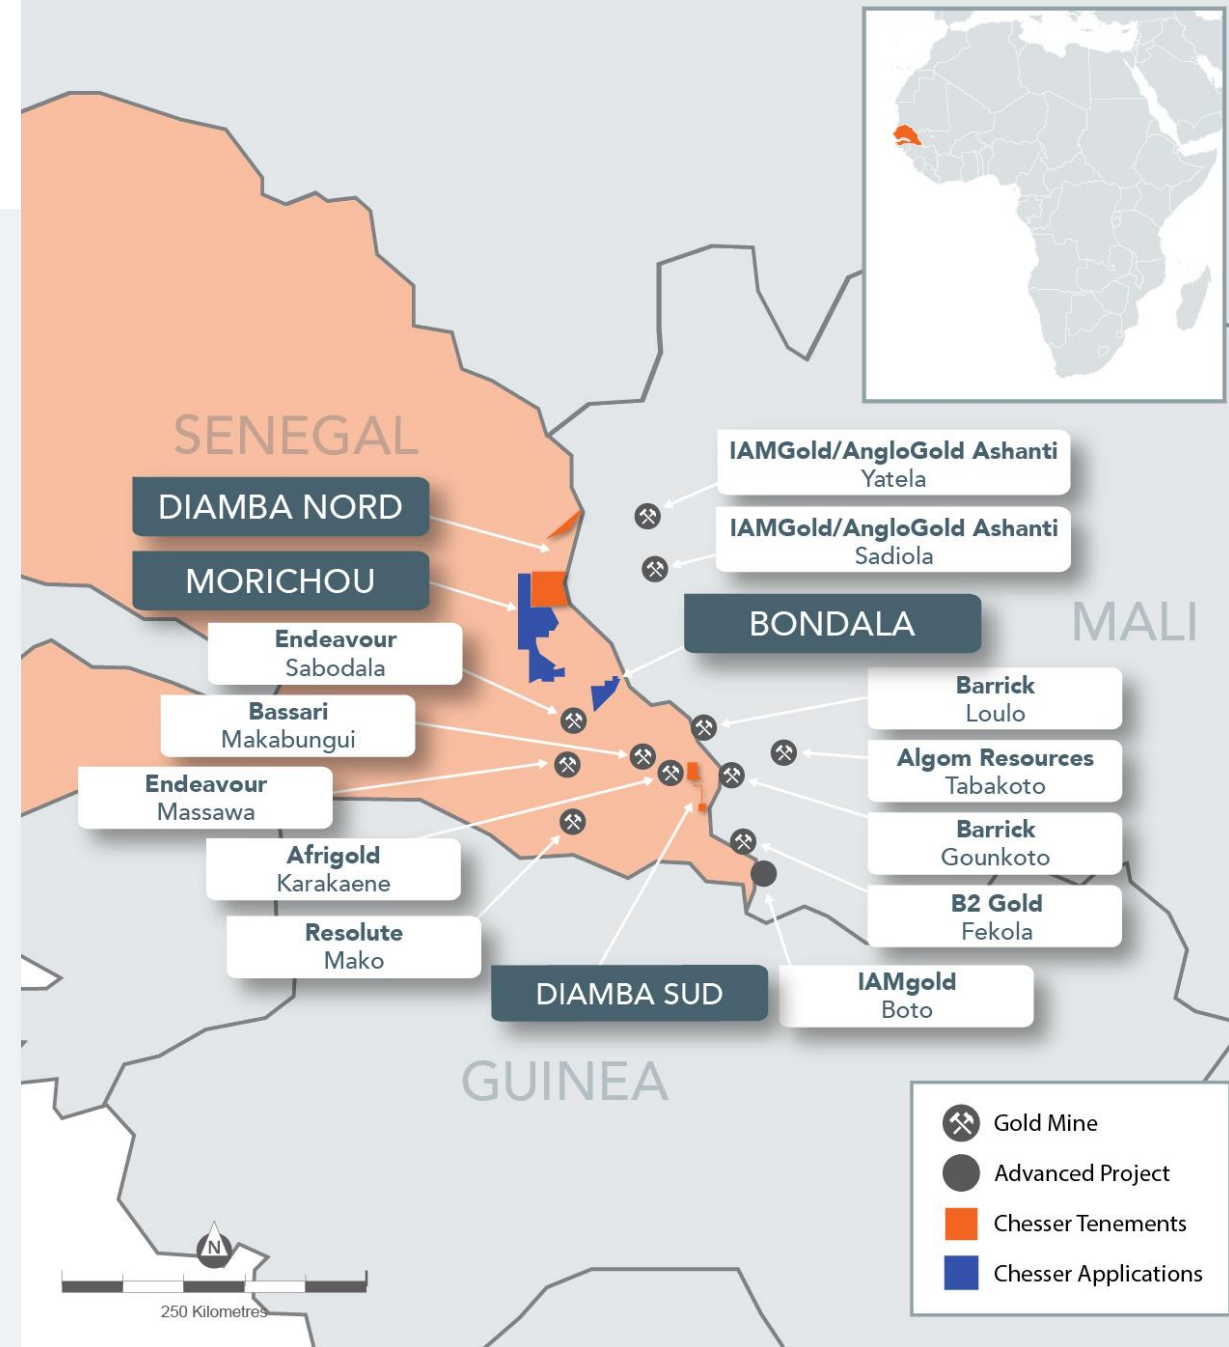 SENEGAL
IAMGold/AngloGold Ashanti
Yatela
DIAMBA NORD
IAMGold/AngloGold Ashanti
Sadiola
MORICHOU
BONDALA
MALI
Endeavour
Sabodala
Barrick
Loulo
Bassari
Makabungui
Algom Resources
Tabakoto
Endeavour
Massawa
Barrick
Gounkoto
Afrigold
Karakaene
B2 Gold
Fekola
Resolute
Mako
DIAMBA SUD
IAMgold
Boto
GUINEA
Gold Mine
Advanced Project
Chesser Tenements
Chesser Applications
N
250 Kilometres